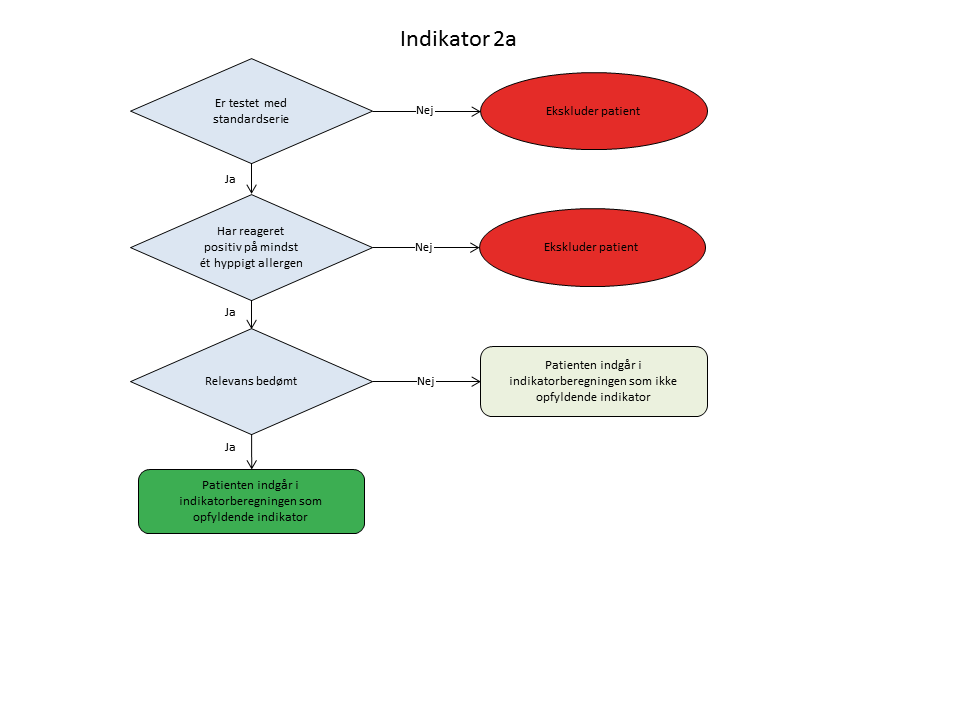 Indikator 2a
Er testet med
standardserie
Nej
Ekskluder patient
Ja
Har reageret
positiv på mindst
ét hyppigt allergen
Nej
Ekskluder patient
Ja
Relevans bedømt
Nej
Patienten indgår i
indikatorberegningen som ikke
opfyldende indikator
Ja
Patienten indgår i
indikatorberegningen som
opfyldende indikator